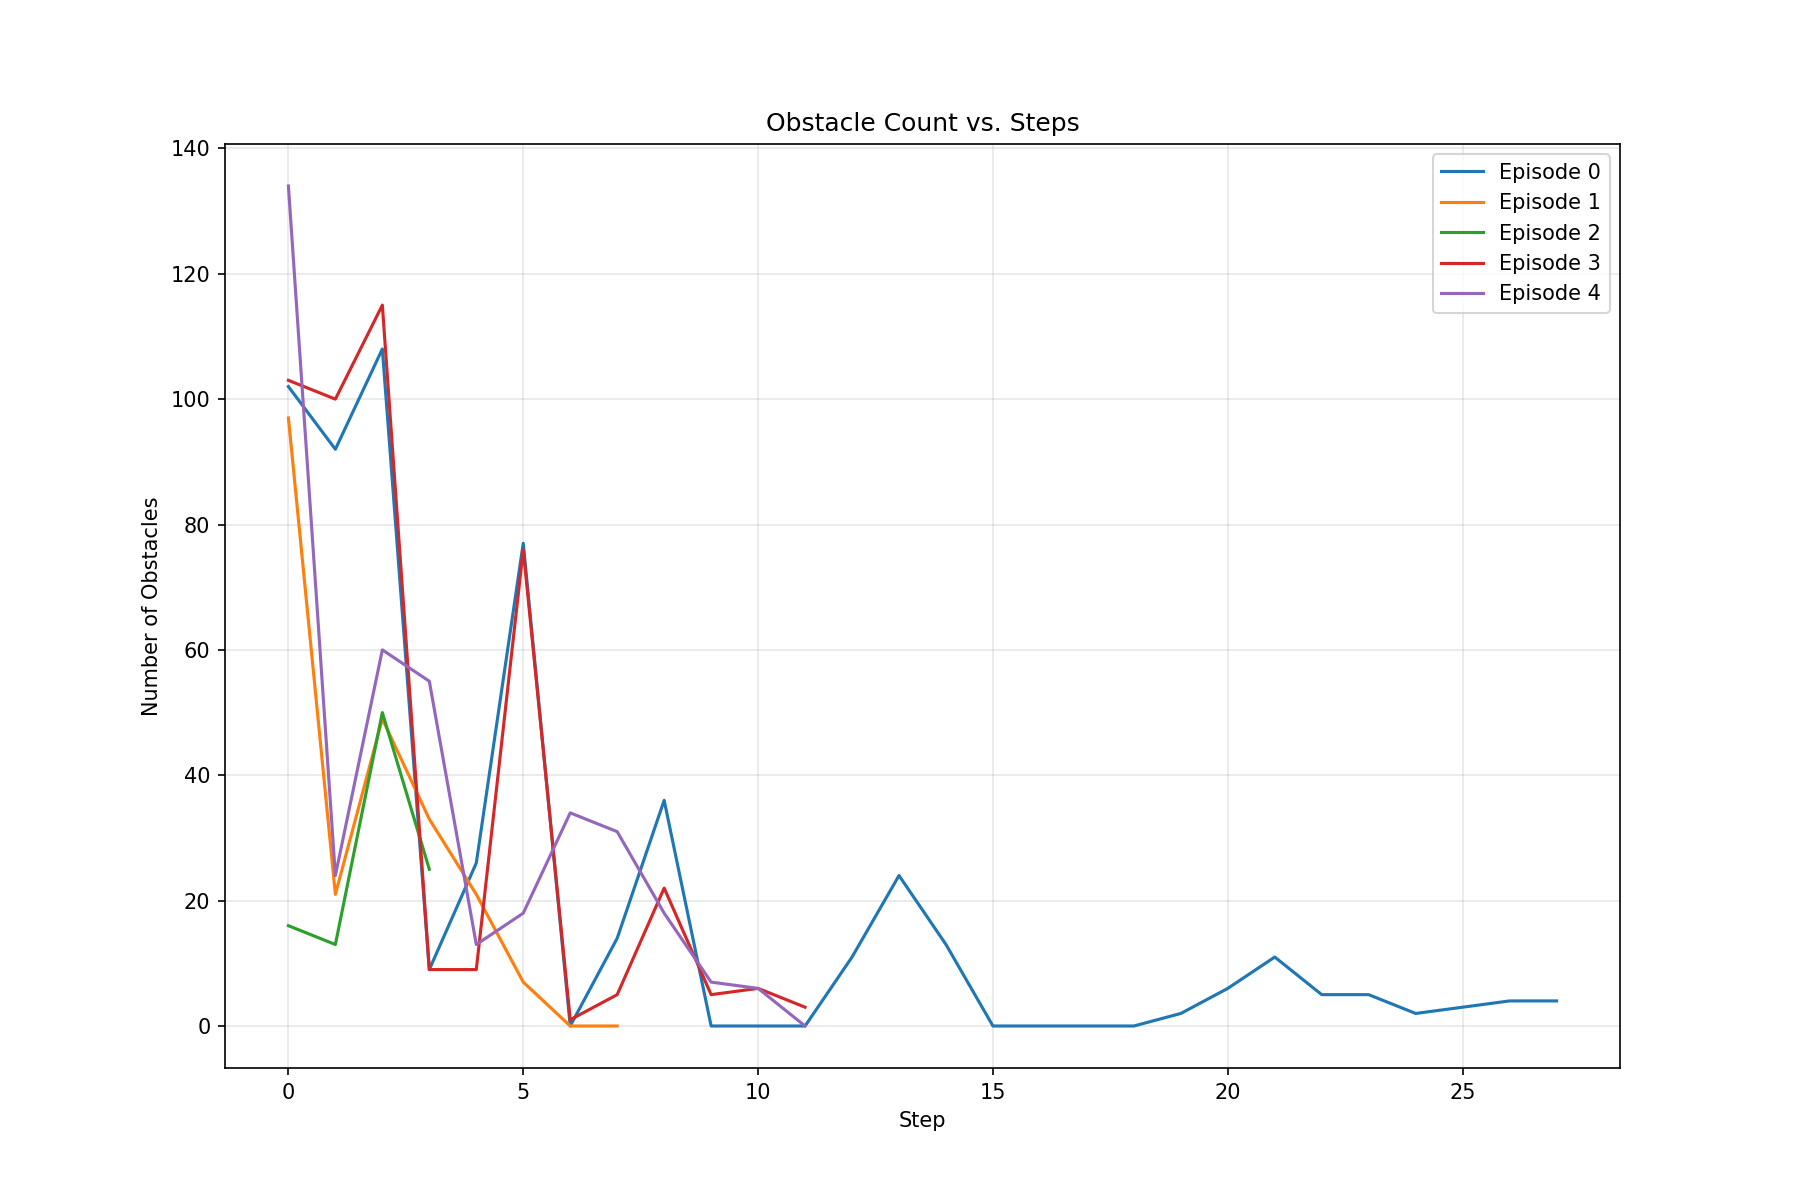 Obstacle Count vs. Steps
140
120
100
80
60
40
20
0
Number of Obstacles
0 5 10 15 20 25
Step
Episode 0
Episode 1
Episode 2
Episode 3
Episode 4